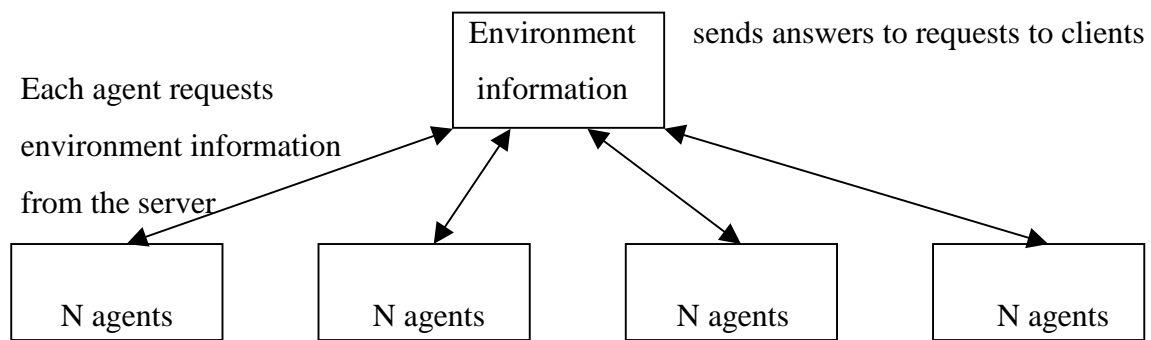 Environment
information
sends answers to requests to clients
Each agent requests
environment information
from the server
N agents
N agents
N agents
N agents